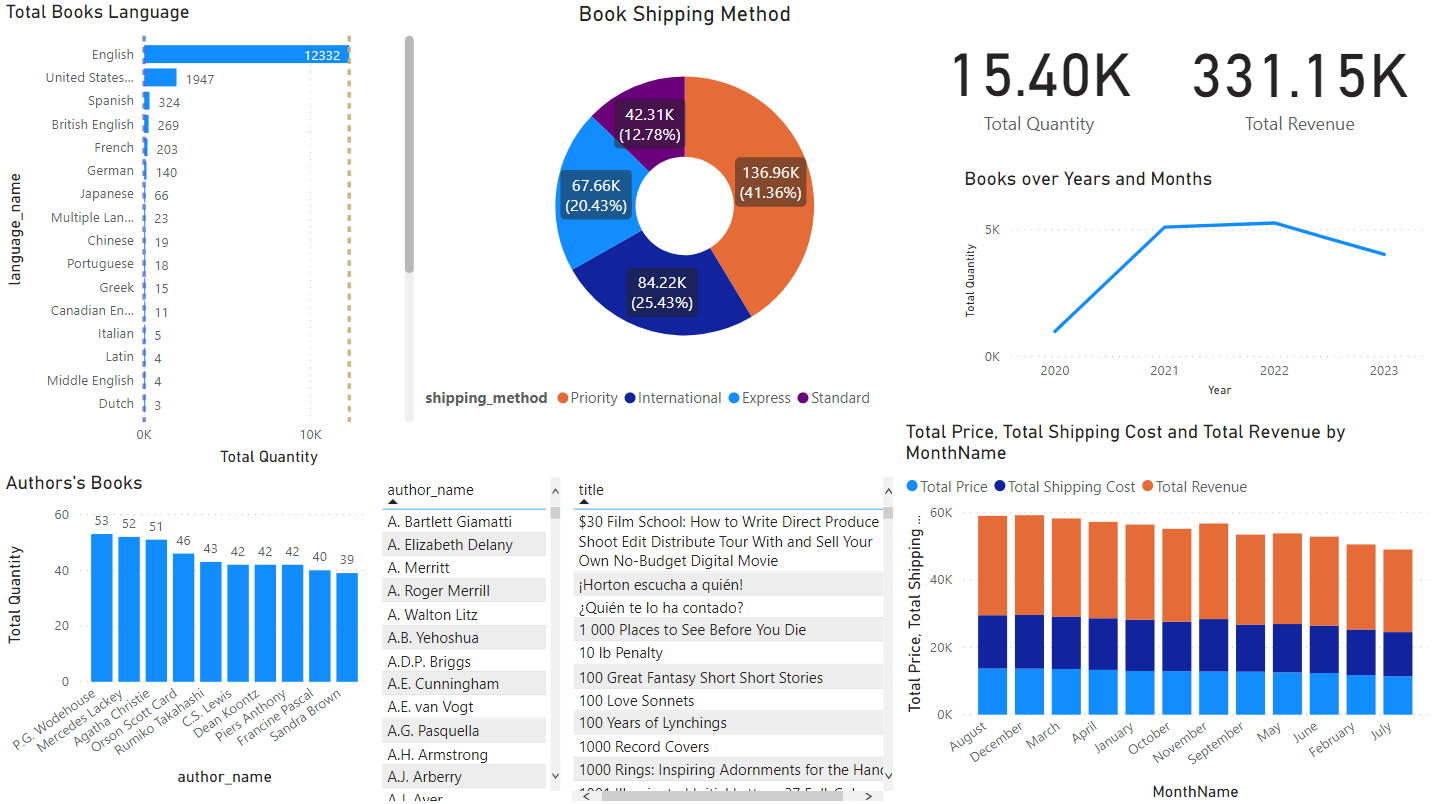 Total Books Language
English
12332
United States...
1947
Spanish
324
British English
269
French
203
German
140
Japanese
66
Multiple Lan...
23
Chinese
19
Portuguese
18
Greek
15
Canadian En...
11
Italian
5
Latin
4
Middle English
4
Dutch
3
0K
10K
language_name
Total Quantity
Book Shipping Method
42.31K
(12.78%)
136.96K
(41.36%)
67.66K
(20.43%)
84.22K
(25.43%)
shipping_method Priority International Express Standard
15.40K
Total Quantity
331.15K
Total Revenue
Books over Years and Months
5K
0K
Total Quantity
2020
2021
2022
2023
Year
Authors's Books
60
40
20
0
Total Quantity
53
52
51
46
43
42
42
42
40
39
P.G. Wodehouse
Mercedes Lackey
Agatha Christie
Orson Scott Card
Rumiko Takahashi
C.S. Lewis
Dean Koontz
Piers Anthony
Francine Pascal
Sandra Brown
author_name
author_name
A. Bartlett Giamatti
A. Elizabeth Delany
A. Merritt
A. Roger Merrill
A. Walton Litz
A.B. Yehoshua
A.D.P. Briggs
A.E. Cunningham
A.E. van Vogt
A.G. Pasquella
A.H. Armstrong
A.J. Arberry
title
$30 Film School: How to Write Direct Produce
Shoot Edit Distribute Tour With and Sell Your
Own No-Budget Digital Movie
¡Horton escucha a quién!
¿Quién te lo ha contado?
1 000 Places to See Before You Die
10 lb Penalty
100 Great Fantasy Short Short Stories
100 Love Sonnets
100 Years of Lynchings
1000 Record Covers
1000 Rings: Inspiring Adornments for the Hand
Total Price, Total Shipping Cost and Total Revenue by
MonthName
Total Price Total Shipping Cost Total Revenue
60K
40K
20K
0K
Total Price, Total Shipping ...
August
December
March
April
January
October
November
September
May
June
February
July
MonthName